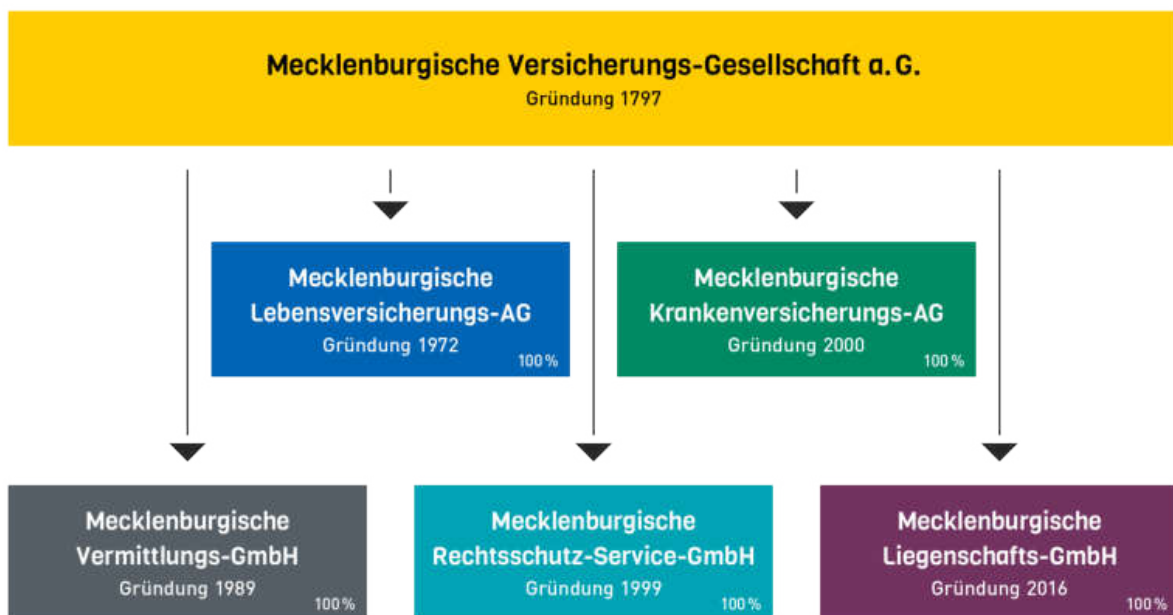 Mecklenburgische Versicherungs-Gesellschaft a. G.
Gründung 1797
Mecklenburgische
Lebensversicherungs-AG
Gründung 1972
100 %
Mecklenburgische
Krankenversicherungs-AG
Gründung 2000
100 %
Mecklenburgische
Vermittlungs-GmbH
Gründung 1989
100 %
Mecklenburgische
Rechtsschutz-Service-GmbH
Gründung 1999
100 %
Mecklenburgische
Liegenschafts-GmbH
Gründung 2016
100 %